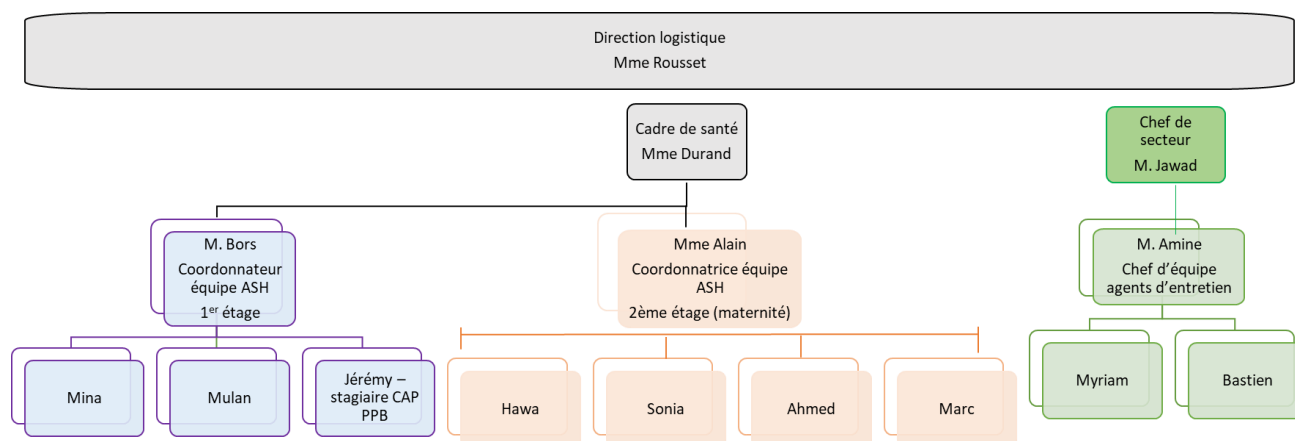 Direction logistique
Mme Rousset
Cadre de santé
Mme Durand
Chef de
secteur
M. Jawad
M. Bors
Coordonnateur
équipe ASH
1er étage
Mme Alain
Coordonnatrice équipe
ASH
2ème étage (maternité)
M. Amine
Chef d'équipe
agents d'entretien
Mina
Mulan
Jérémy –
stagiaire CAP
PPB
Hawa
Sonia
Ahmed
Marc
Myriam
Bastien